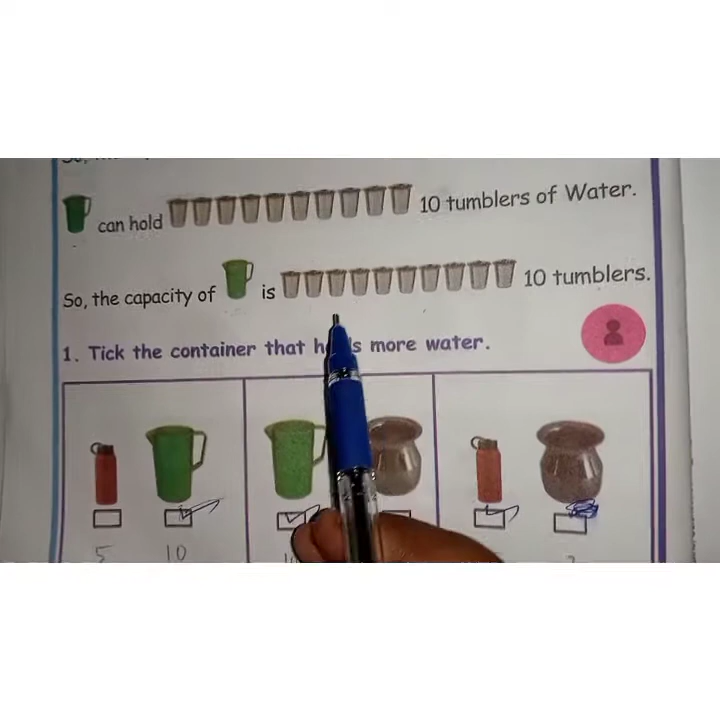 can hold 10 tumblers of Water.
So, the capacity of is 10 tumblers.
1. Tick the container that more water.
5 10